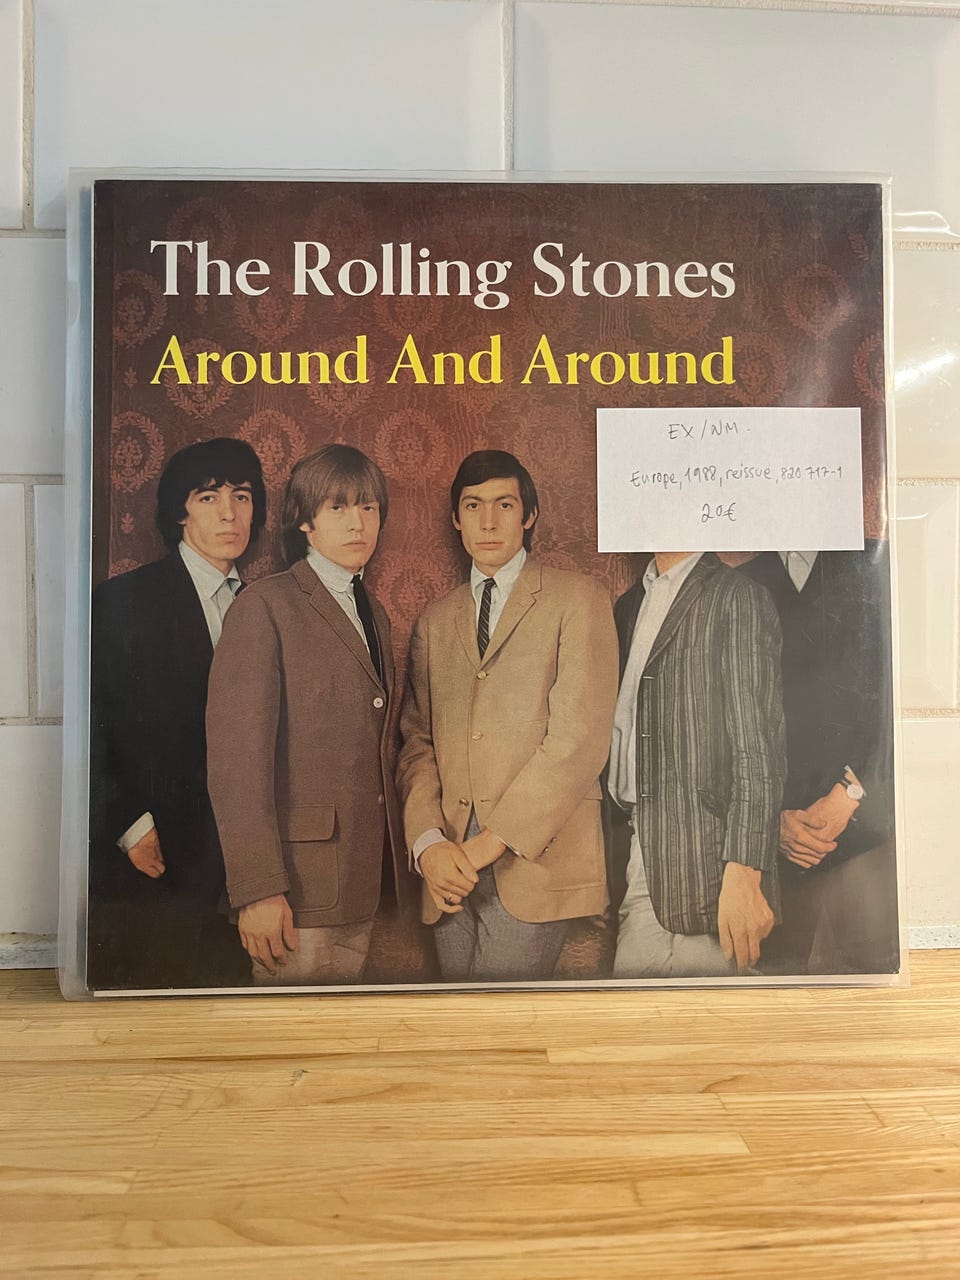 The Rolling Stones
Around And Around
EX/NM.
Europe, 1988, reissue, 820 717-1
20€